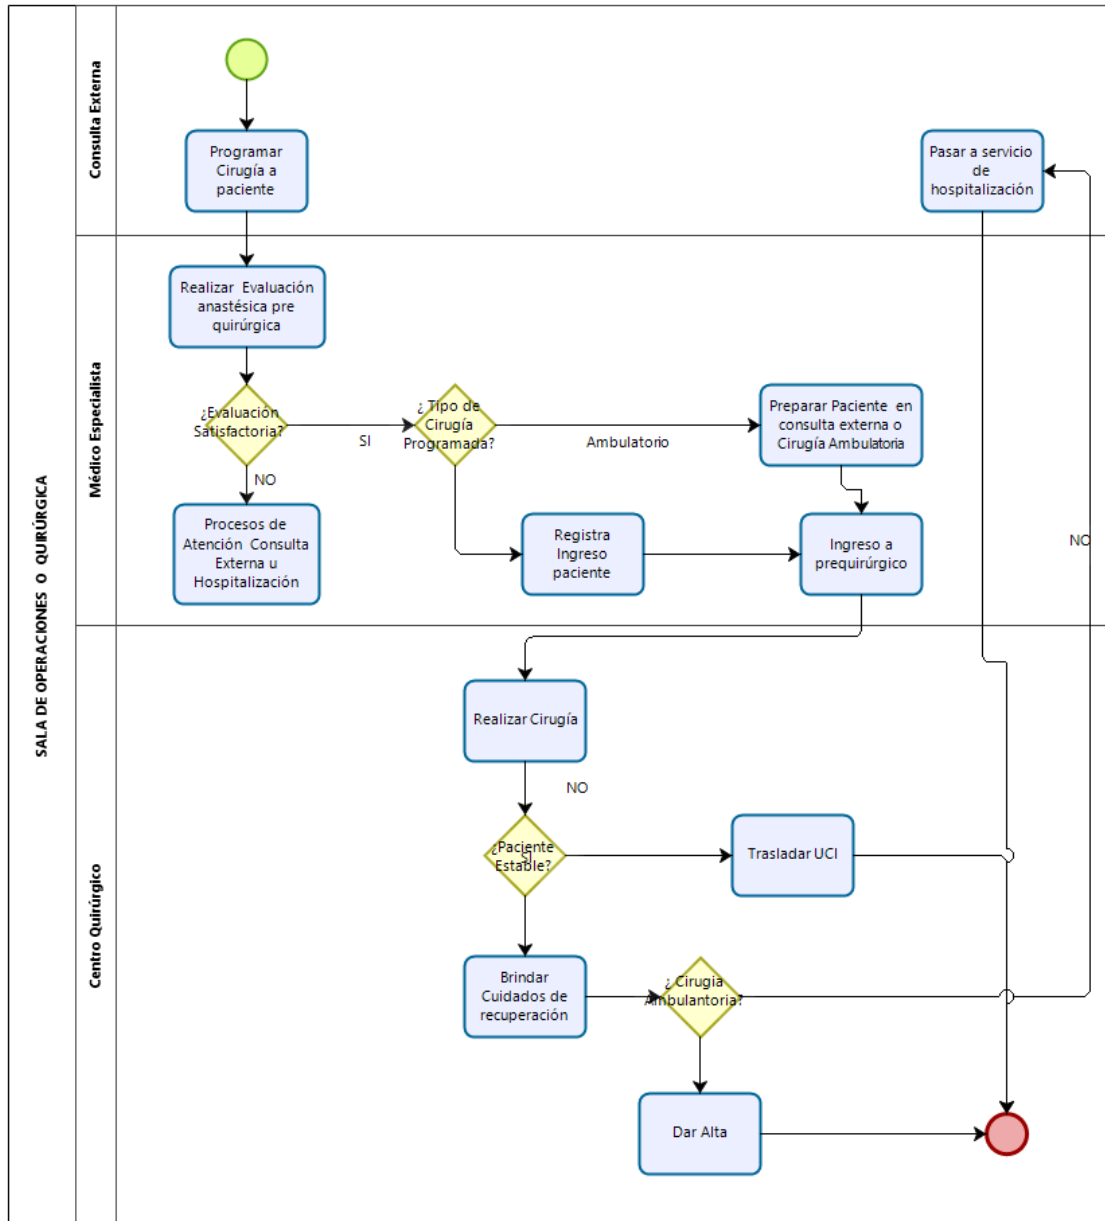 SALA DE OPERACIONES O QUIRÚRGICA
Consulta Externa
Programar
Cirugía a
paciente
Pasar a servicio
de
hospitalización
Médico Especialista
Realizar Evaluación
anastésica pre
quirúrgica
¿Evaluación
Satisfactoria?
SI
NO
¿ Tipo de
Cirugía
Programada?
Ambulatorio
Preparar Paciente en
consulta externa o
Cirugía Ambulatoria
Procesos de
Atención Consulta
Externa u
Hospitalización
Registra
Ingreso
paciente
Ingreso a
prequirúrgico
NO
Centro Quirúrgico
Realizar Cirugía
NO
¿Paciente
SI
Estable?
Trasladar UCI
Brindar
Cuidados de
recuperación
¿ Cirugia
Ambulantoria?
Dar Alta